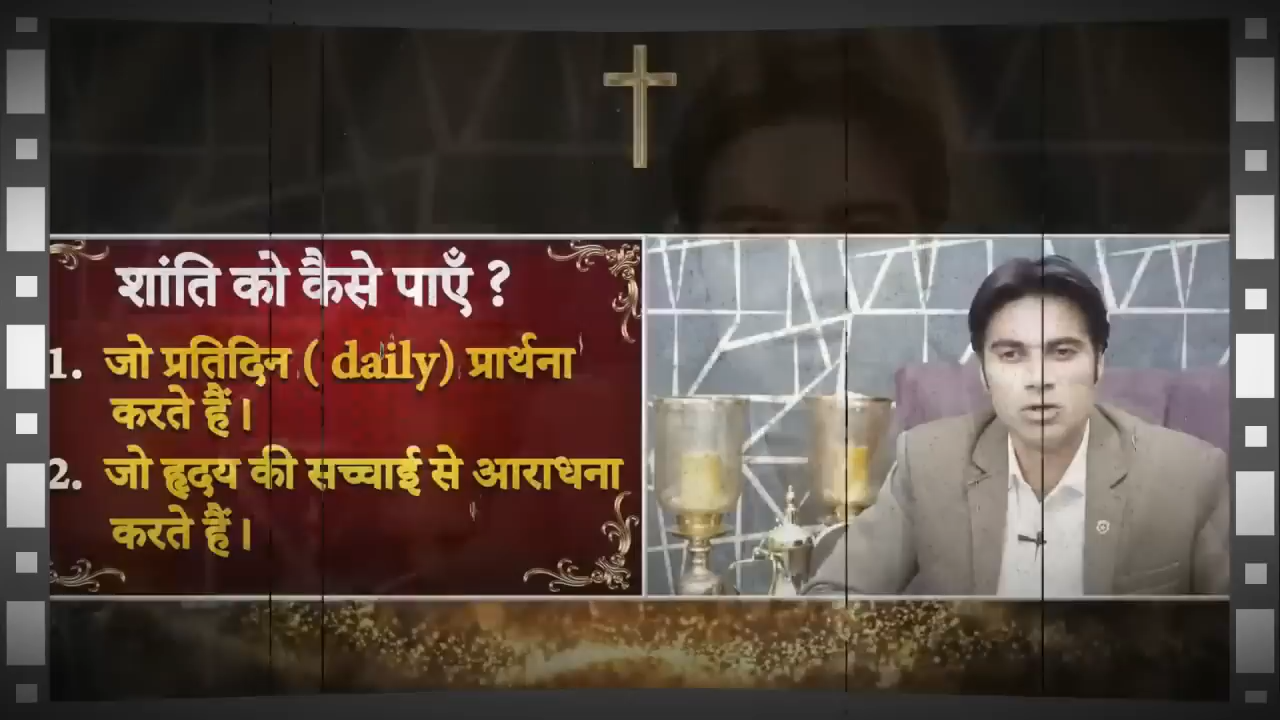 शांति को कैसे पाएँ ?
1. जो प्रतिदिन ( daily) प्रार्थना
करते हैं।
2. जो हृदय की सच्चाई से आराधना
करते हैं।